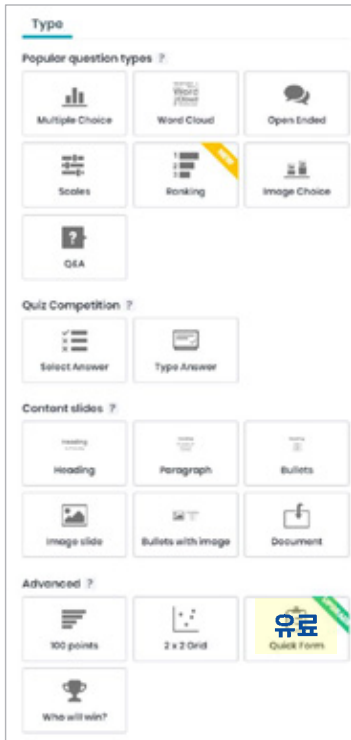 Type
Popular question types ?
Multiple Choice
Word Cloud
Open Ended
Scales
NEW
Ranking
Image Choice
Q&A
Quiz Competition ?
Select Answer
Type Answer
Content slides ?
Heading
Paragraph
Bullets
Image slide
Bullets with image
Document
Advanced ?
100 points
2 x 2 Grid
유료
Quick Form
Who will win?